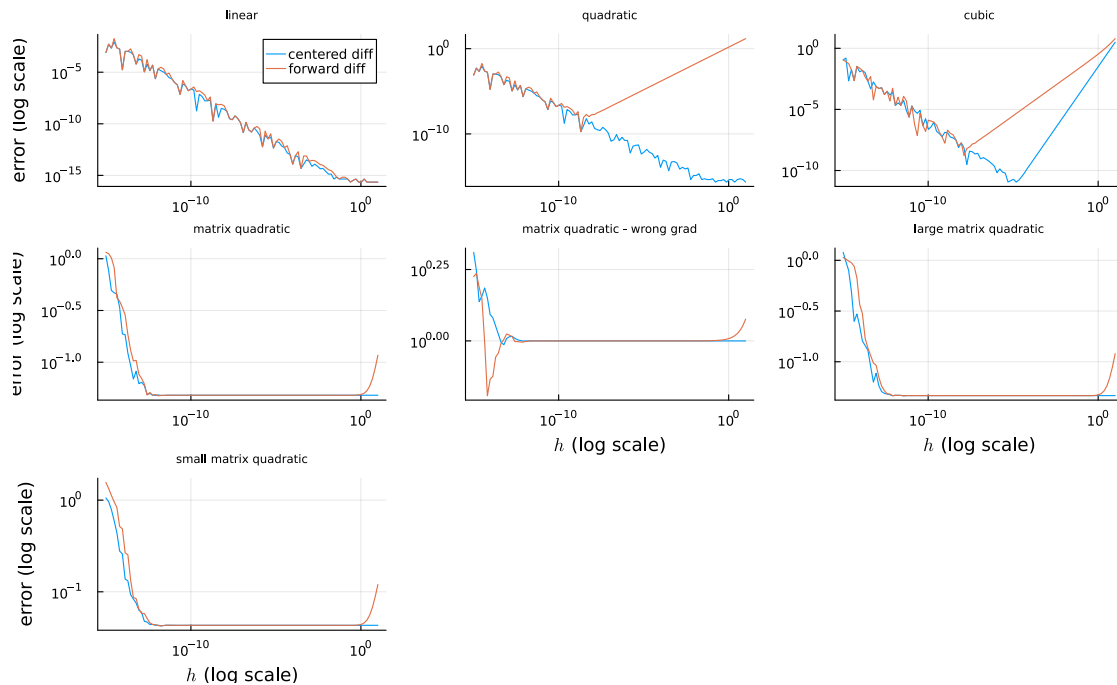 linear
quadratic
cubic
error (log scale)
10^-5
10^-10
10^-15
centered diff
forward diff
10^0
10^-10
10^0
10^-5
10^-10
10^-10
10^0
10^-10
10^0
10^-10
10^0
matrix quadratic
matrix quadratic - wrong grad
large matrix quadratic
error (log scale)
10^0.0
10^-0.5
10^-1.0
10^0.25
10^0.00
10^0.0
10^-0.5
10^-1.0
10^-10
10^0
10^-10
10^0
10^-10
10^0
h (log scale)
h (log scale)
small matrix quadratic
error (log scale)
10^0
10^-1
10^-10
10^0
h (log scale)